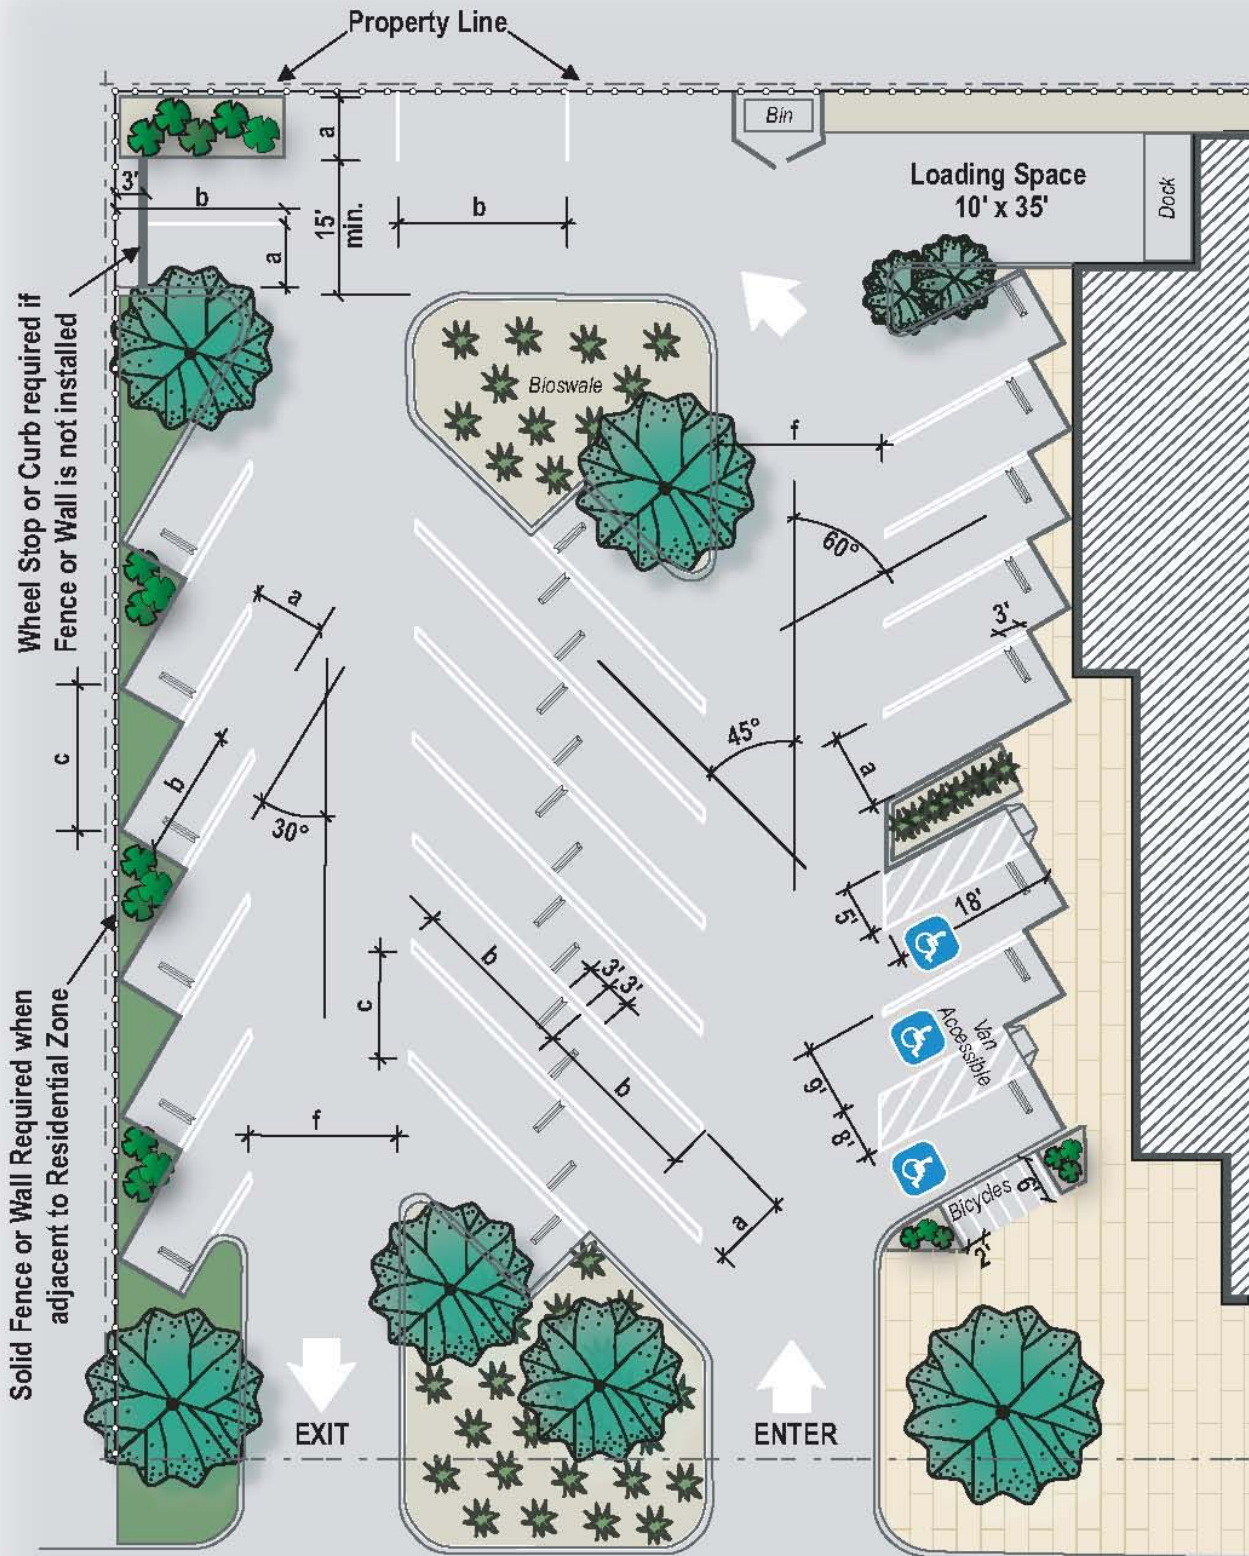 Property Line
Bin
a
3'
b
15'
min.
b
a
Loading Space
10' x 35'
Dock
Wheel Stop or Curb required if
Fence or Wall is not installed
Bioswale
f
60°
a
3'
c
45°
b
a
30°
5'
18'
b
3'
3'
c
Van
Accessible
Solid Fence or Wall Required when
adjacent to Residential Zone
9'
b
8'
f
6'
Bicycles
a
2'
EXIT
ENTER